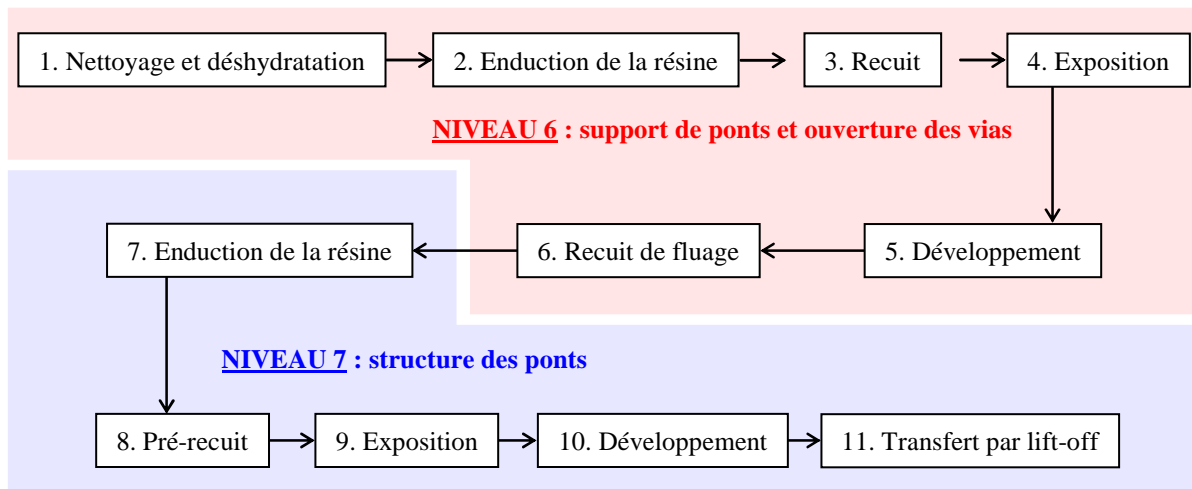 1. Nettoyage et déshydratation
2. Enduction de la résine
3. Recuit
4. Exposition
NIVEAU 6 : support de ponts et ouverture des vias
5. Développement
6. Recuit de fluage
7. Enduction de la résine
NIVEAU 7 : structure des ponts
8. Pré-recuit
9. Exposition
10. Développement
11. Transfert par lift-off